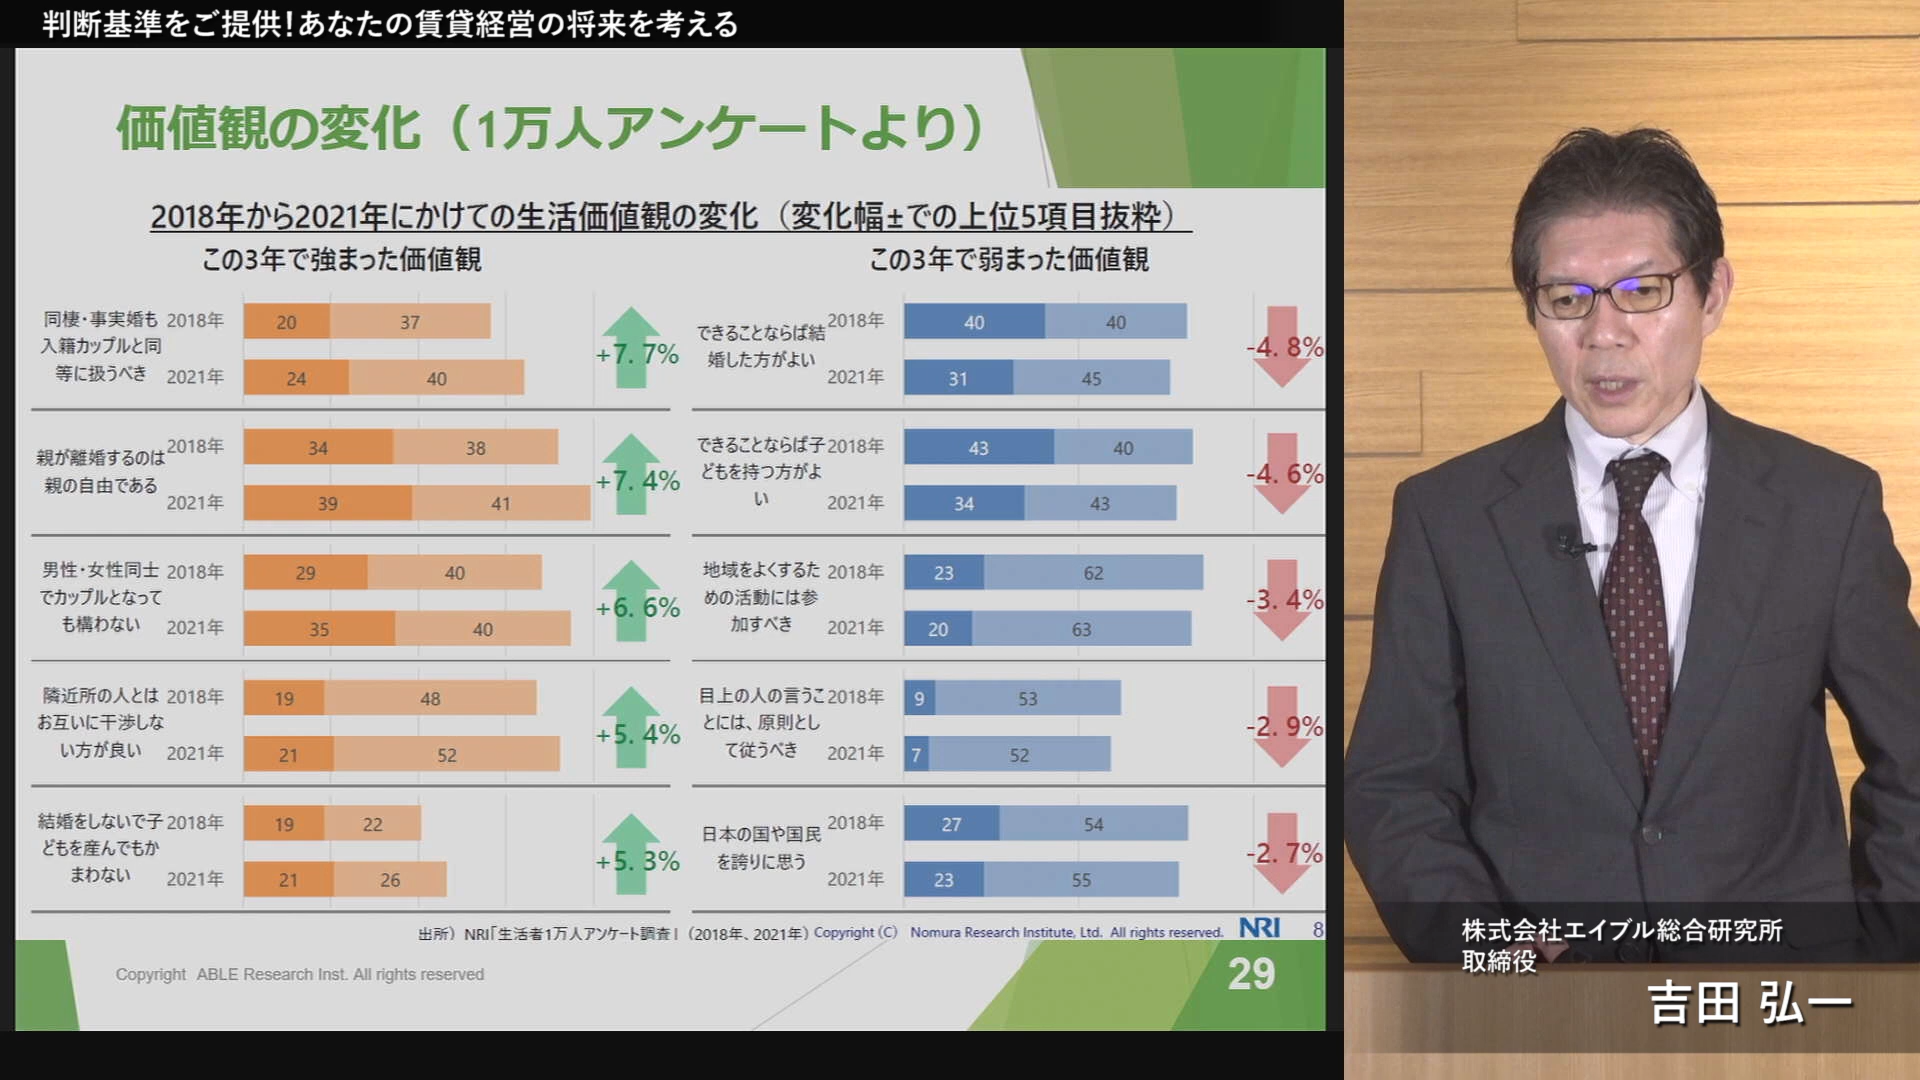 判断基準をご提供!あなたの賃貸経営の将来を考える
価値観の変化（1万人アンケートより）
2018年から2021年にかけての生活価値観の変化（変化幅±での上位5項目抜粋）
この3年で強まった価値観
同棲・事実婚も
入籍カップルと同
等に扱うべき
2018年 20 37
2021年 24 40
+7.7%
親が離婚するのは
親の自由である
2018年 34 38
2021年 39 41
+7.4%
男性・女性同士
でカップルとなって
も構わない
2018年 29 40
2021年 35 40
+6.6%
隣近所の人とは
お互いに干渉しな
い方が良い
2018年 19 48
2021年 21 52
+5.4%
結婚をしないで子
どもを産んでもか
まわない
2018年 19 22
2021年 21 26
+5.3%
この3年で弱まった価値観
できることならば結
婚した方がよい
2018年 40 40
2021年 31 45
-4.8%
できることならば子
どもを持つ方がよ
い
2018年 43 40
2021年 34 43
-4.6%
地域をよくするた
めの活動には参
加すべき
2018年 23 62
2021年 20 63
-3.4%
目上の人の言うこ
とには、原則とし
て従うべき
2018年 9 53
2021年 7 52
-2.9%
日本の国や国民
を誇りに思う
2018年 27 54
2021年 23 55
-2.7%
出所）NRI「生活者1万人アンケート調査」（2018年、2021年）
Copyright（C） Nomura Research Institute, Ltd. All rights reserved.
NRI
8
Copyright ABLE Research Inst. All rights reserved
29
株式会社エイブル総合研究所
取締役
吉田 弘一